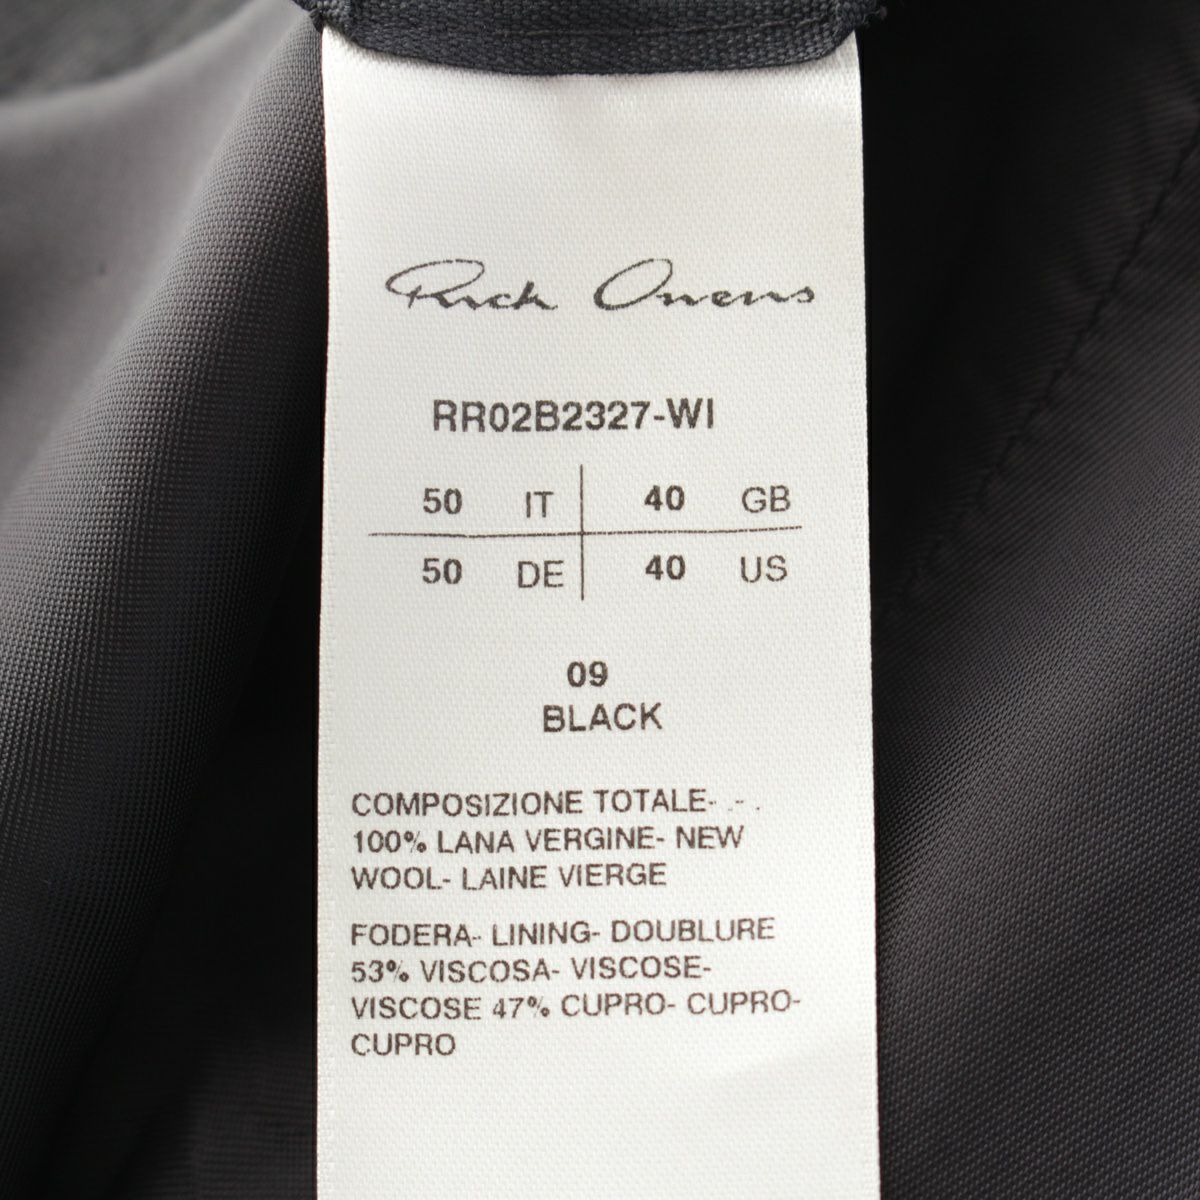 Rick Owens
RR02B2327-WI
50 IT 40 GB
50 DE 40 US
09
BLACK
COMPOSIZIONE TOTALE- .- .
100% LANA VERGINE- NEW
WOOL- LAINE VIERGE
FODERA- LINING- DOUBLURE
53% VISCOSA- VISCOSE-
VISCOSE 47% CUPRO- CUPRO-
CUPRO